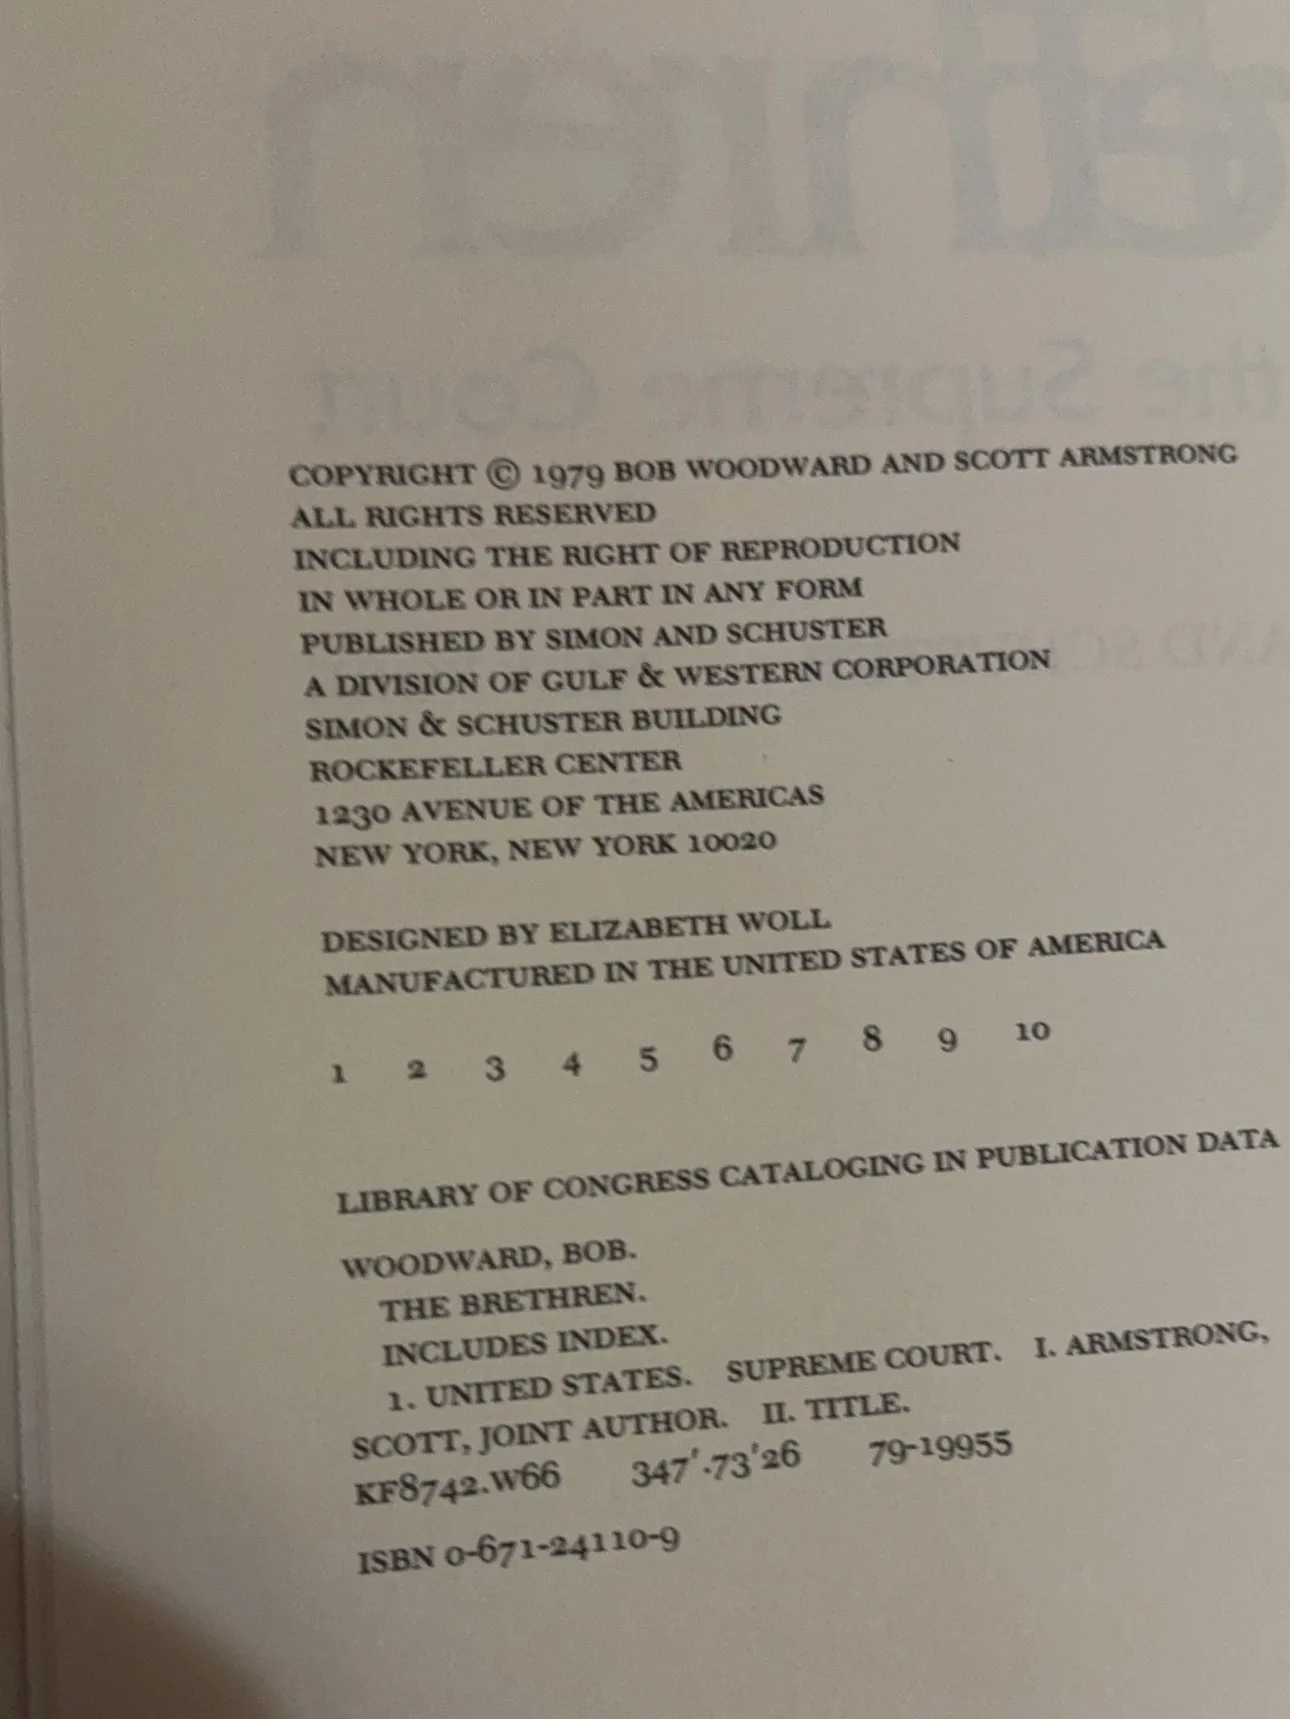 COPYRIGHT © 1979 BOB WOODWARD AND SCOTT ARMSTRONG
ALL RIGHTS RESERVED
INCLUDING THE RIGHT OF REPRODUCTION
IN WHOLE OR IN PART IN ANY FORM
PUBLISHED BY SIMON AND SCHUSTER
A DIVISION OF GULF & WESTERN CORPORATION
SIMON & SCHUSTER BUILDING
ROCKEFELLER CENTER
1230 AVENUE OF THE AMERICAS
NEW YORK, NEW YORK 10020
DESIGNED BY ELIZABETH WOLL
MANUFACTURED IN THE UNITED STATES OF AMERICA
1 2 3 4 5 6 7 8 9 10
LIBRARY OF CONGRESS CATALOGING IN PUBLICATION DATA
WOODWARD, BOB.
THE BRETHREN.
INCLUDES INDEX.
1. UNITED STATES. SUPREME COURT. I. ARMSTRONG,
SCOTT, JOINT AUTHOR. II. TITLE.
KF8742.W66 347'.73'26 79-19955
ISBN 0-671-24110-9